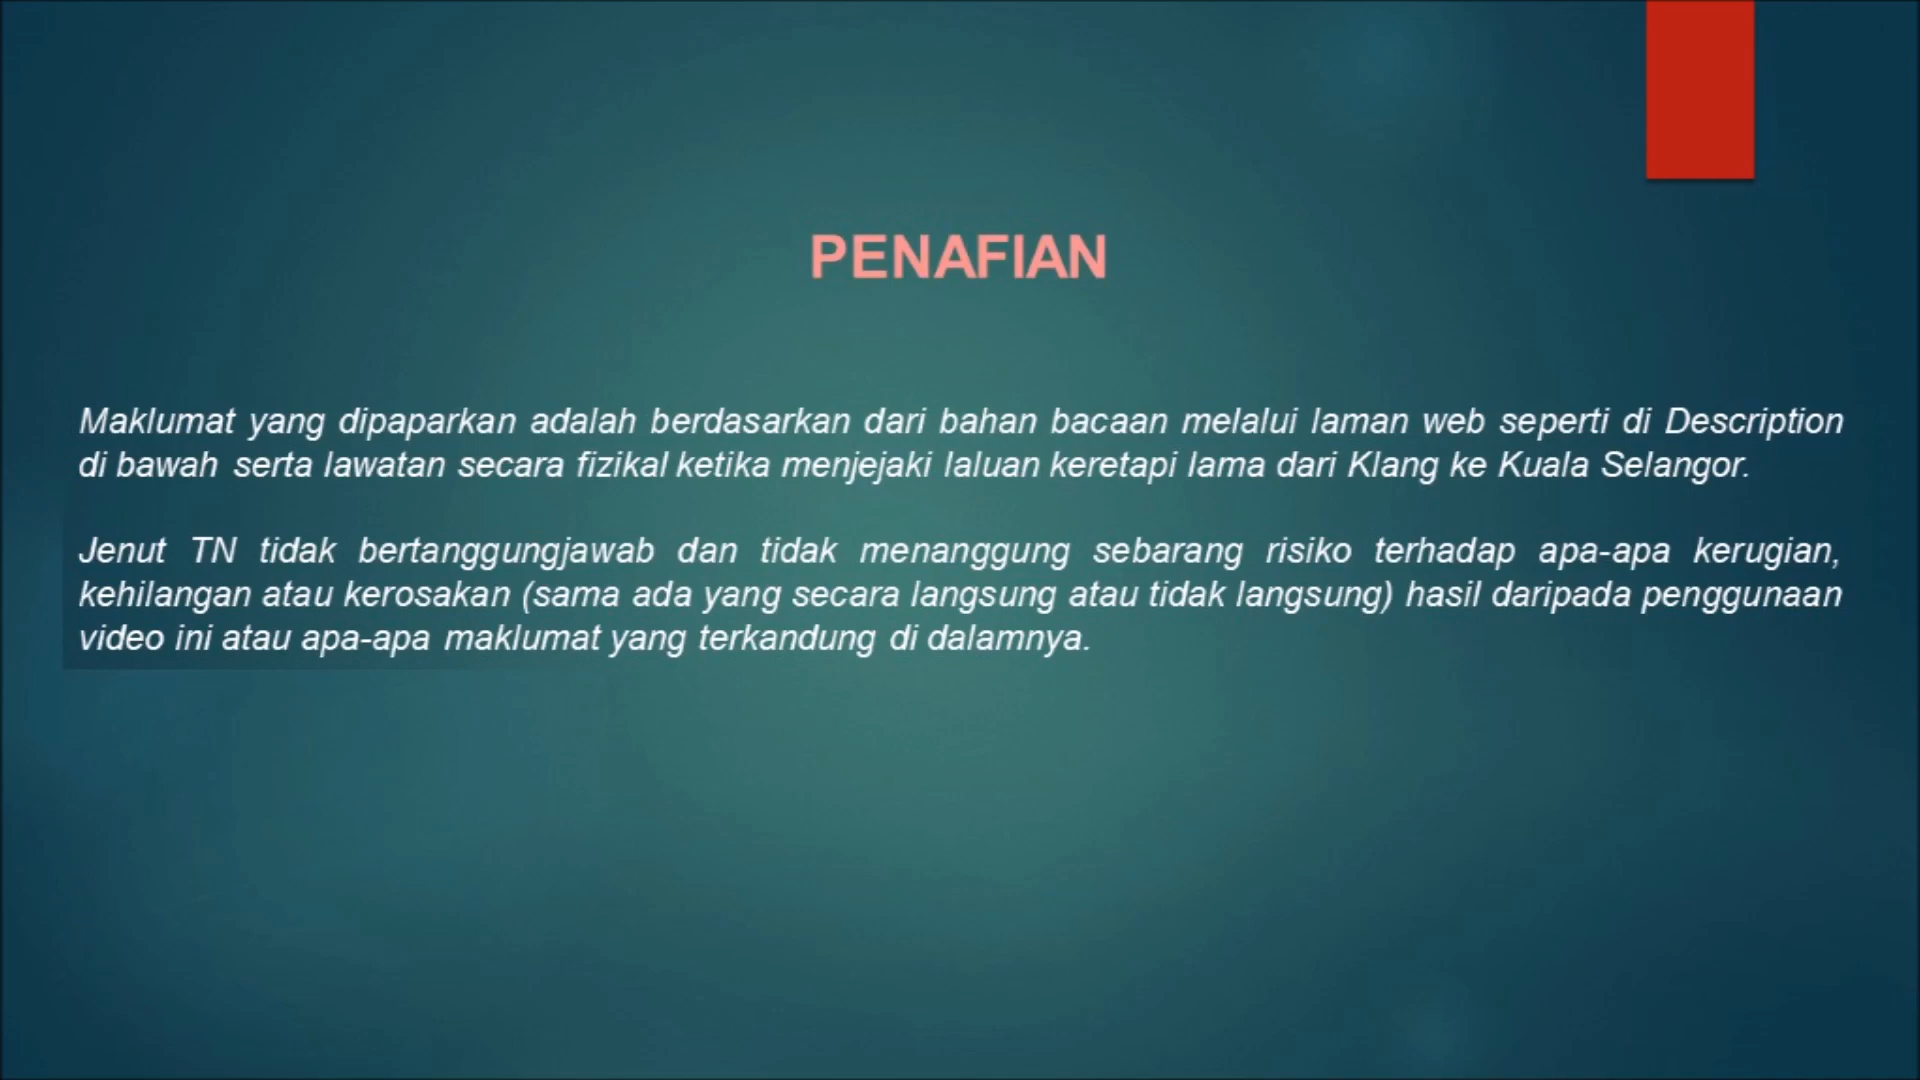 PENAFIAN
Maklumat yang dipaparkan adalah berdasarkan dari bahan bacaan melalui laman web seperti di Description
di bawah serta lawatan secara fizikal ketika menjejaki laluan keretapi lama dari Klang ke Kuala Selangor.
Jenut TN tidak bertanggungjawab dan tidak menanggung sebarang risiko terhadap apa-apa kerugian,
kehilangan atau kerosakan (sama ada yang secara langsung atau tidak langsung) hasil daripada penggunaan
video ini atau apa-apa maklumat yang terkandung di dalamnya.